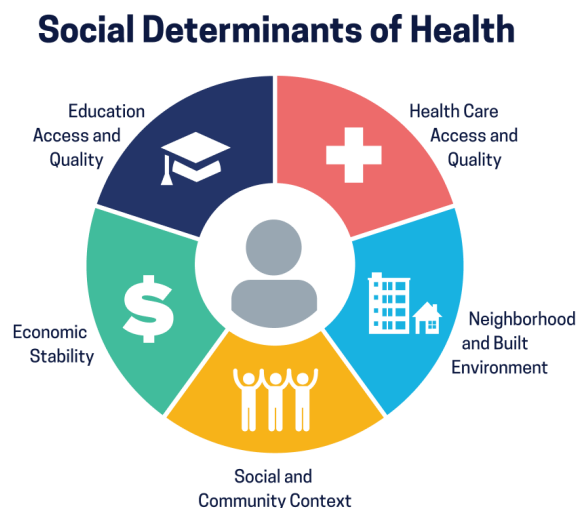 Social Determinants of Health
Education
Access and
Quality
Health Care
Access and
Quality
Economic
Stability
Neighborhood
and Built
Environment
Social and
Community Context